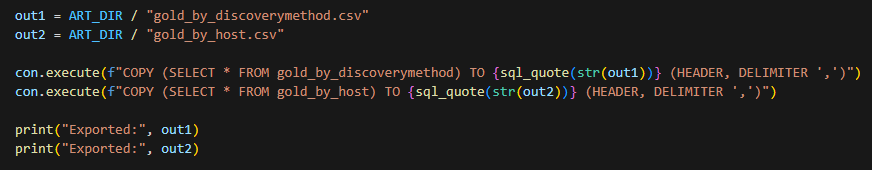 out1 = ART_DIR / "gold_by_discoverymethod.csv"
out2 = ART_DIR / "gold_by_host.csv"
con.execute(f"COPY (SELECT * FROM gold_by_discoverymethod) TO {sql_quote(str(out1))} (HEADER, DELIMITER ',')")
con.execute(f"COPY (SELECT * FROM gold_by_host) TO {sql_quote(str(out2))} (HEADER, DELIMITER ',')")
print("Exported:", out1)
print("Exported:", out2)